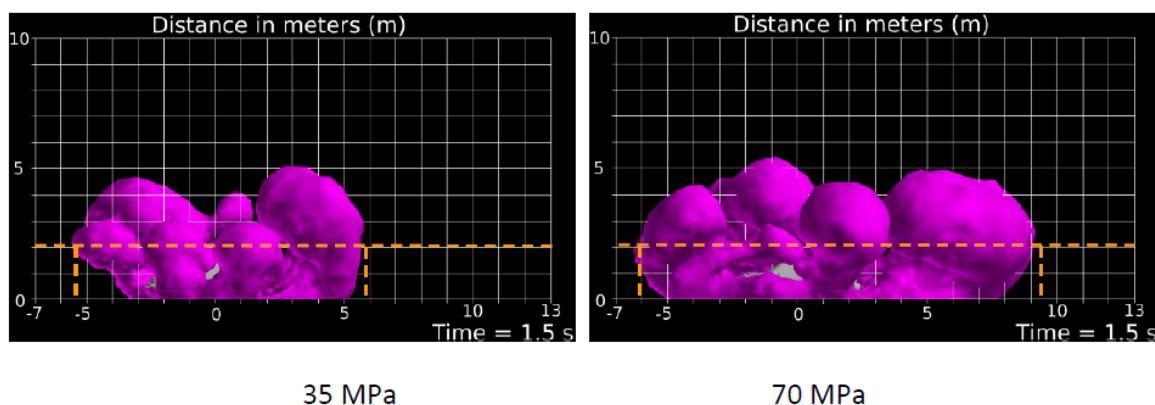 Distance in meters (m)
10
5
0
-7 -5 0 5 10 13
Time = 1.5 s
Distance in meters (m)
10
5
0
-7 -5 0 5 10 13
Time = 1.5 s
35 MPa
70 MPa